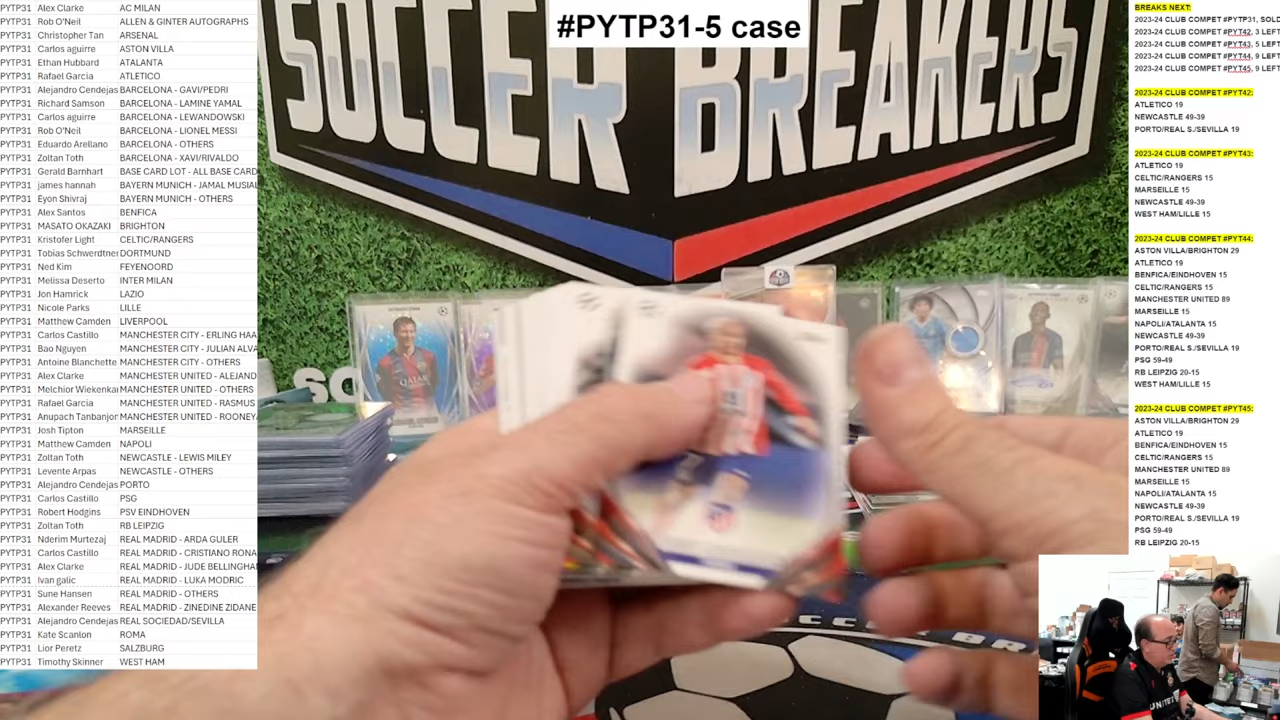 #PYTP31-5 case
SOCCER BREAKERS
PYTP31 Alex Clarke AC MILAN
PYTP31 Rob O'Neil ALLEN & GINTER AUTOGRAPHS
PYTP31 Christopher Tan ARSENAL
PYTP31 Carlos aguirre ASTON VILLA
PYTP31 Ethan Hubbard ATALANTA
PYTP31 Rafael Garcia ATLETICO
PYTP31 Alejandro Cendejas BARCELONA - GAVI/PEDRI
PYTP31 Richard Samson BARCELONA - LAMINE YAMAL
PYTP31 Carlos aguirre BARCELONA - LEWANDOWSKI
PYTP31 Rob O'Neil BARCELONA - LIONEL MESSI
PYTP31 Eduardo Arellano BARCELONA - OTHERS
PYTP31 Zoltan Toth BARCELONA - XAVI/RIVALDO
PYTP31 Gerald Barnhart BASE CARD LOT - ALL BASE CARD
PYTP31 james hannah BAYERN MUNICH - JAMAL MUSIAL
PYTP31 Eyon Shivraj BAYERN MUNICH - OTHERS
PYTP31 Alex Santos BENFICA
PYTP31 MASATO OKAZAKI BRIGHTON
PYTP31 Kristofer Light CELTIC/RANGERS
PYTP31 Tobias Schwerdtner DORTMUND
PYTP31 Ned Kim FEYENOORD
PYTP31 Melissa Deserto INTER MILAN
PYTP31 Jon Hamrick LAZIO
PYTP31 Nicole Parks LILLE
PYTP31 Matthew Camden LIVERPOOL
PYTP31 Carlos Castillo MANCHESTER CITY - ERLING HAA
PYTP31 Bao Nguyen MANCHESTER CITY - JULIAN ALVA
PYTP31 Antoine Blanchette MANCHESTER CITY - OTHERS
PYTP31 Alex Clarke MANCHESTER UNITED - ALEJAND
PYTP31 Melchior Wiekenkai MANCHESTER UNITED - OTHERS
PYTP31 Rafael Garcia MANCHESTER UNITED - RASMUS
PYTP31 Anupach Tanbanjor MANCHESTER UNITED - ROONEY
PYTP31 Josh Tipton MARSEILLE
PYTP31 Matthew Camden NAPOLI
PYTP31 Zoltan Toth NEWCASTLE - LEWIS MILEY
PYTP31 Levente Arpas NEWCASTLE - OTHERS
PYTP31 Alejandro Cendejas PORTO
PYTP31 Carlos Castillo PSG
PYTP31 Robert Hodgins PSV EINDHOVEN
PYTP31 Zoltan Toth RB LEIPZIG
PYTP31 Nderim Murtezaj REAL MADRID - ARDA GULER
PYTP31 Carlos Castillo REAL MADRID - CRISTIANO RONA
PYTP31 Alex Clarke REAL MADRID - JUDE BELLINGHA
PYTP31 Ivan galic REAL MADRID - LUKA MODRIC
PYTP31 Sune Hansen REAL MADRID - OTHERS
PYTP31 Alexander Reeves REAL MADRID - ZINEDINE ZIDANE
PYTP31 Alejandro Cendejas REAL SOCIEDAD/SEVILLA
PYTP31 Kate Scanlon ROMA
PYTP31 Lior Peretz SALZBURG
PYTP31 Timothy Skinner WEST HAM
BREAKS NEXT:
2023-24 CLUB COMPET #PYTP31, SOLD
2023-24 CLUB COMPET #PYT42, 3 LEFT
2023-24 CLUB COMPET #PYT43, 5 LEFT
2023-24 CLUB COMPET #PYT44, 9 LEFT
2023-24 CLUB COMPET #PYT45, 9 LEFT
2023-24 CLUB COMPET #PYT42:
ATLETICO 19
NEWCASTLE 49-39
PORTO/REAL S./SEVILLA 19
2023-24 CLUB COMPET #PYT43:
ATLETICO 19
CELTIC/RANGERS 15
MARSEILLE 15
NEWCASTLE 49-39
WEST HAM/LILLE 15
2023-24 CLUB COMPET #PYT44:
ASTON VILLA/BRIGHTON 29
ATLETICO 19
BENFICA/EINDHOVEN 15
CELTIC/RANGERS 15
MANCHESTER UNITED 89
MARSEILLE 15
NAPOLI/ATALANTA 15
NEWCASTLE 49-39
PORTO/REAL S./SEVILLA 19
PSG 59-49
RB LEIPZIG 20-15
WEST HAM/LILLE 15
2023-24 CLUB COMPET #PYT45:
ASTON VILLA/BRIGHTON 29
ATLETICO 19
BENFICA/EINDHOVEN 15
CELTIC/RANGERS 15
MANCHESTER UNITED 89
MARSEILLE 15
NAPOLI/ATALANTA 15
NEWCASTLE 49-39
PORTO/REAL S./SEVILLA 19
PSG 59-49
RB LEIPZIG 20-15